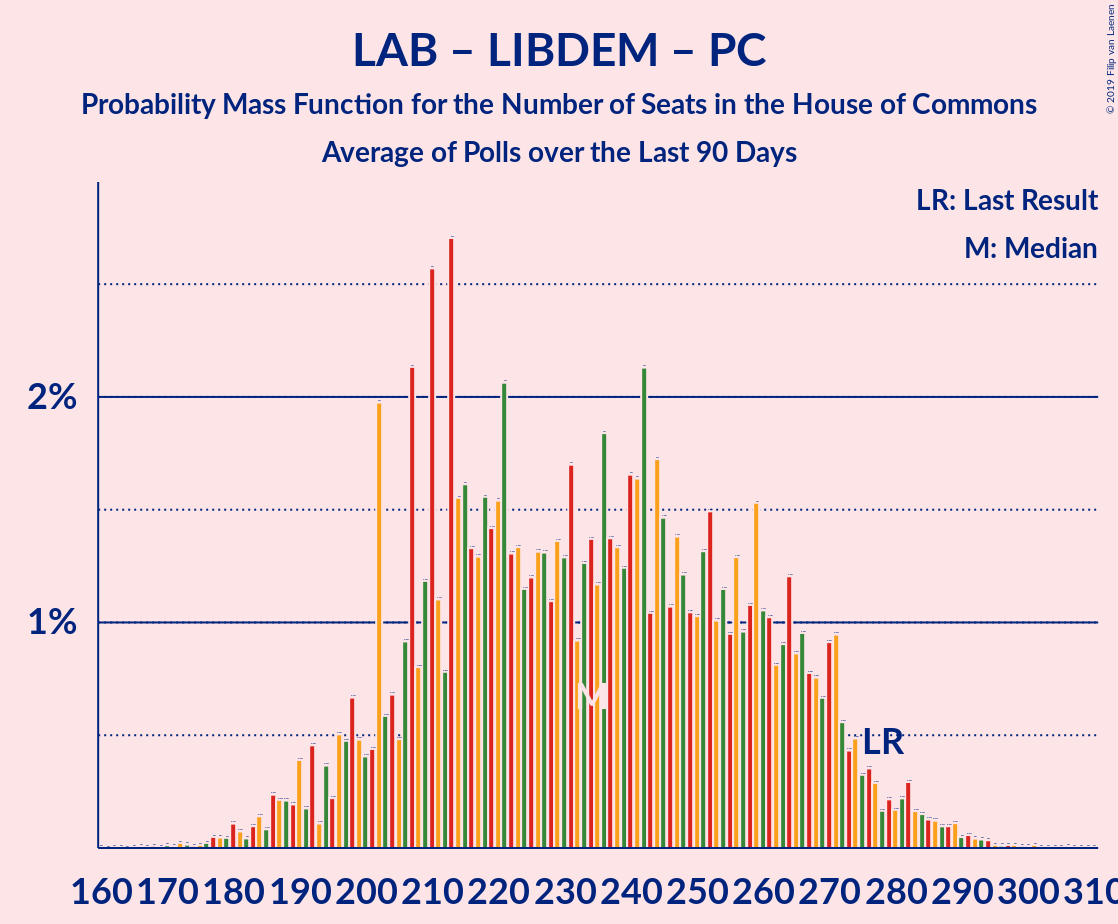 LAB – LIBDEM – PC
Probability Mass Function for the Number of Seats in the House of Commons
Average of Polls over the Last 90 Days
© 2019 Filip van Laenen
LR: Last Result
M: Median
2%
1%
M
LR
160 170 180 190 200 210 220 230 240 250 260 270 280 290 300 310